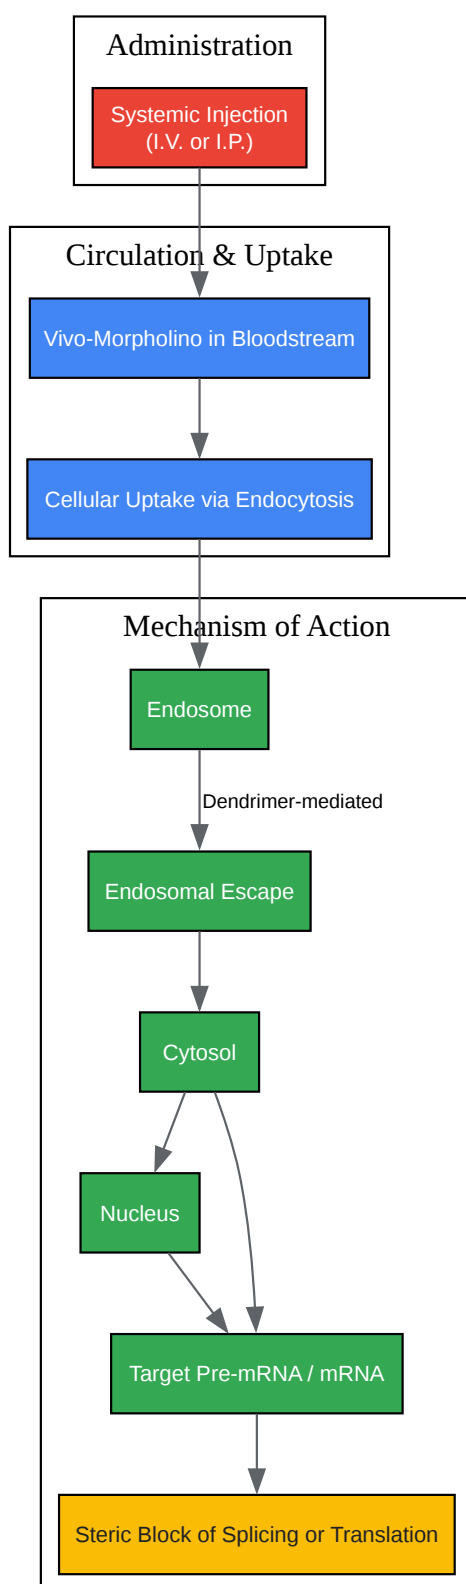 Administration
Systemic Injection
(I.V. or I.P.)
Circulation & Uptake
Vivo-Morpholino in Bloodstream
Cellular Uptake via Endocytosis
Mechanism of Action
Endosome
Dendrimer-mediated
Endosomal Escape
Cytosol
Nucleus
Target Pre-mRNA / mRNA
Steric Block of Splicing or Translation